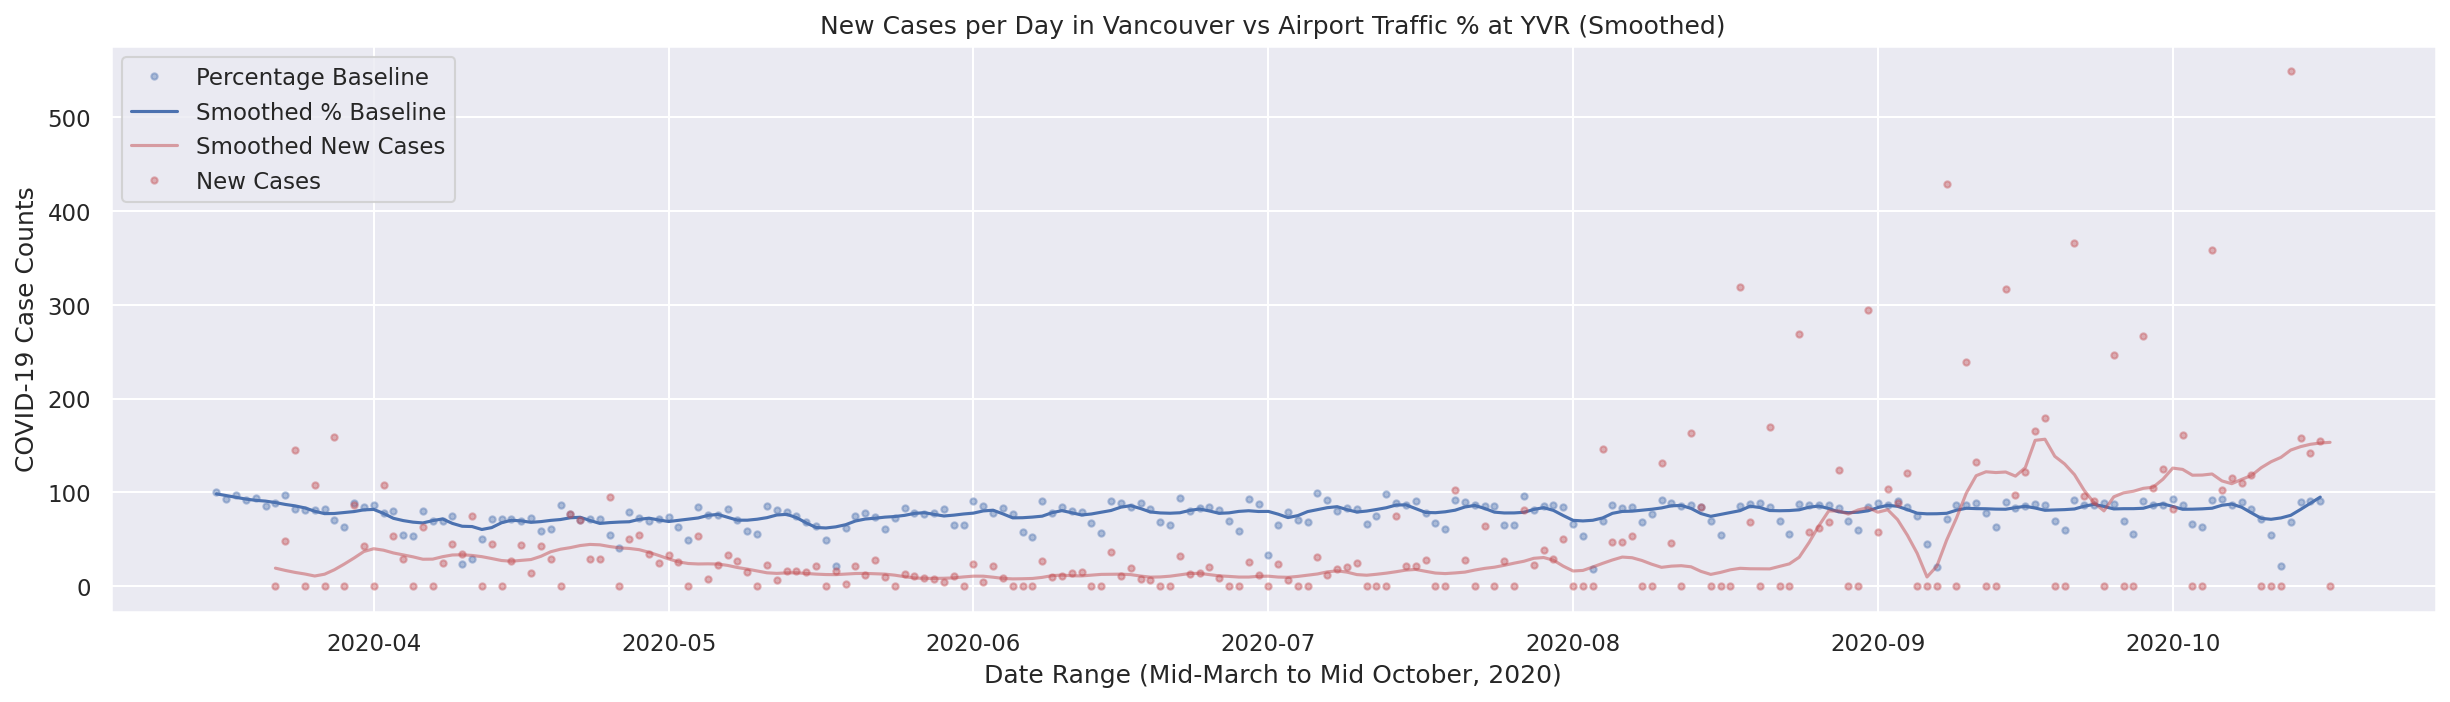 New Cases per Day in Vancouver vs Airport Traffic % at YVR (Smoothed)
Percentage Baseline
Smoothed % Baseline
Smoothed New Cases
New Cases
COVID-19 Case Counts
500
400
300
200
100
0
2020-04
2020-05
2020-06
2020-07
2020-08
2020-09
2020-10
Date Range (Mid-March to Mid October, 2020)